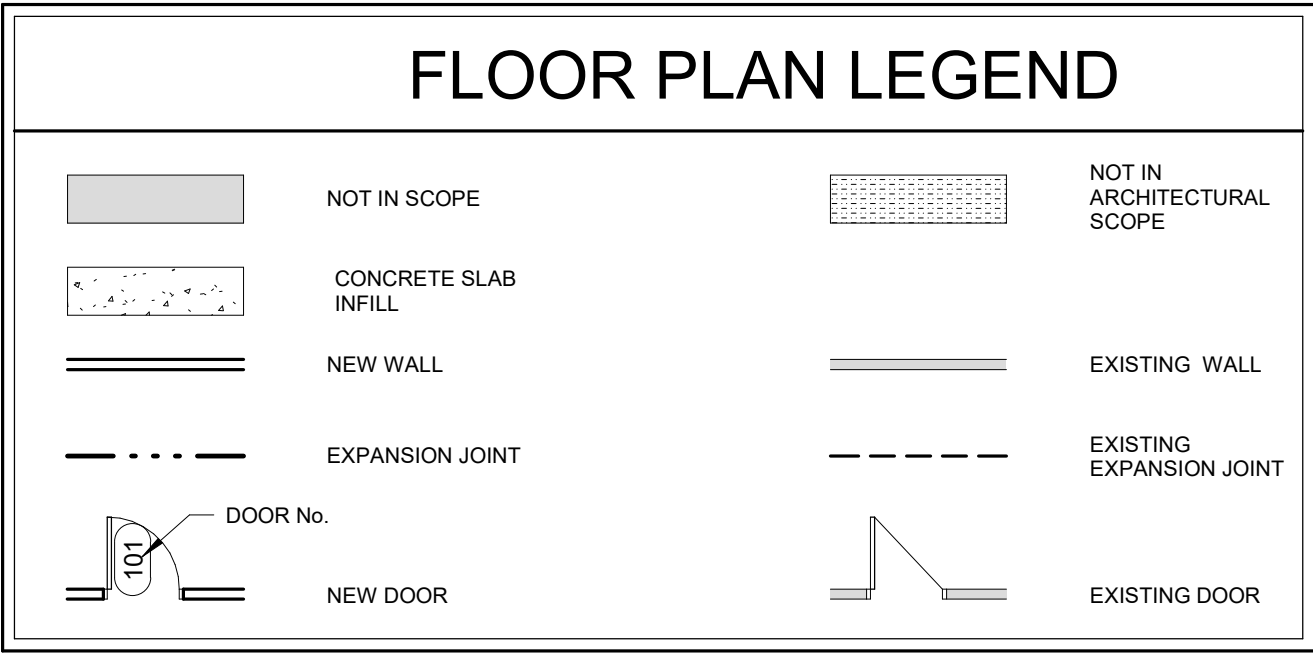 FLOOR PLAN LEGEND
NOT IN SCOPE
NOT IN
ARCHITECTURAL
SCOPE
CONCRETE SLAB
INFILL
NEW WALL
EXISTING WALL
EXPANSION JOINT
EXISTING
EXPANSION JOINT
DOOR No.
101
NEW DOOR
EXISTING DOOR